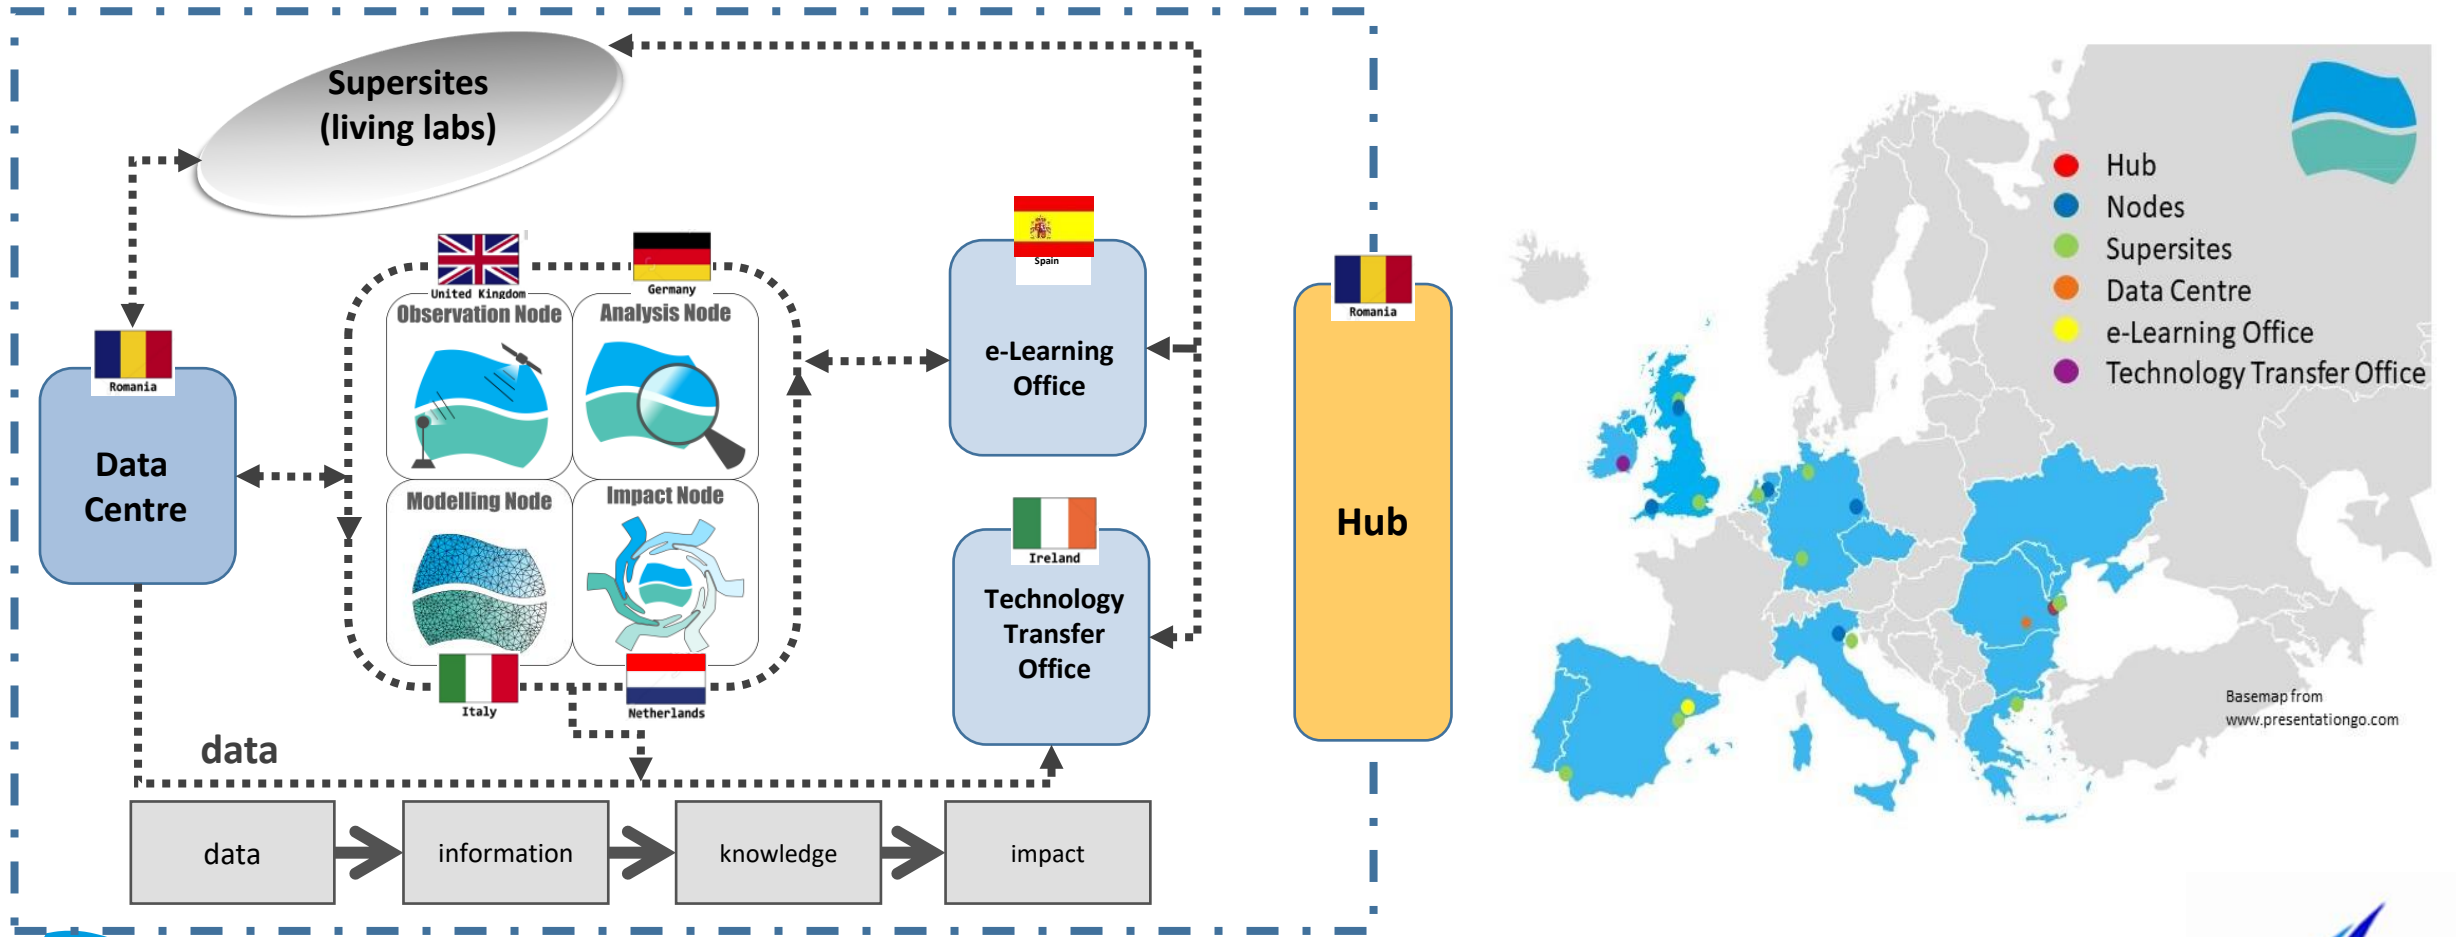 Supersites
(living labs)
Romania
Data
Centre
United Kingdom
Observation Node
Germany
Analysis Node
Modelling Node
Impact Node
Italy
Netherlands
Spain
e-Learning
Office
Ireland
Technology
Transfer
Office
data
data
information
knowledge
impact
Romania
Hub
Hub
Nodes
Supersites
Data Centre
e-Learning Office
Technology Transfer Office
Basemap from
www.presentationgo.com